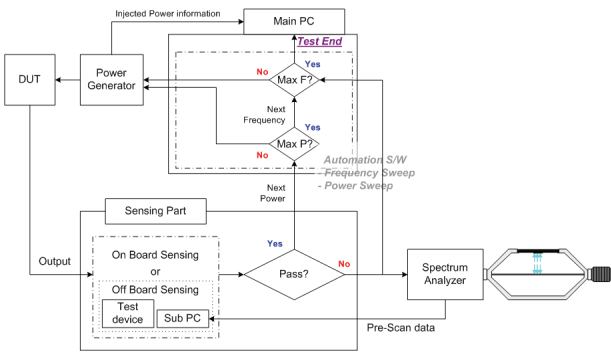 Injected Power information
Main PC
Test End
DUT
Power
Generator
No
Yes
Max F?
Next
Frequency
Yes
Max P?
No
Automation S/W
- Frequency Sweep
- Power Sweep
Next
Power
Sensing Part
Output
On Board Sensing
or
Off Board Sensing
Test
device
Sub PC
Yes
Pass?
No
Spectrum
Analyzer
Pre-Scan data